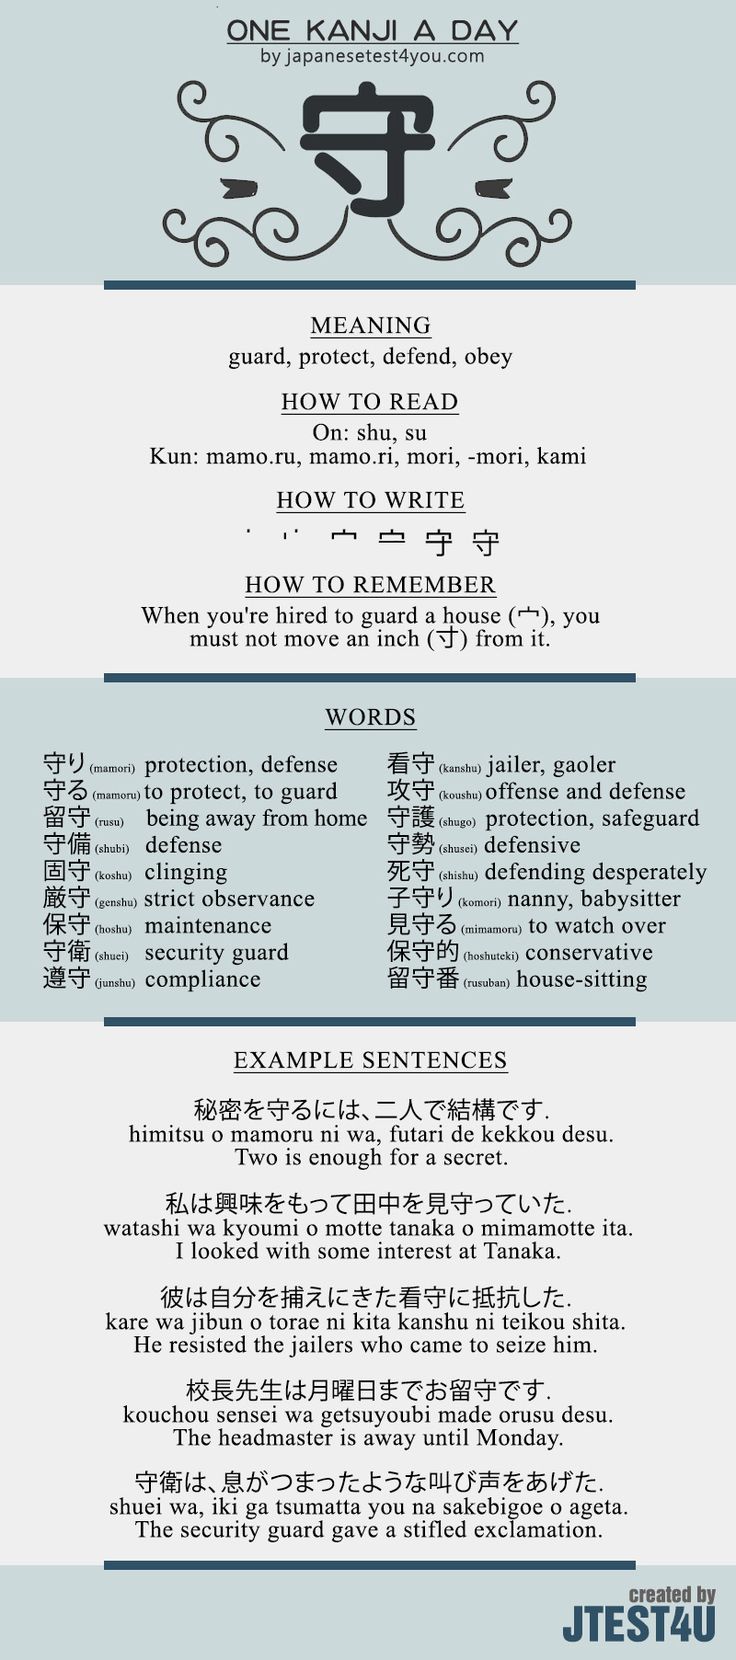 ONE KANJI A DAY
by japanesetest4you.com
守
MEANING
guard, protect, defend, obey
HOW TO READ
On: shu, su
Kun: mamo.ru, mamo.ri, mori, -mori, kami
HOW TO WRITE
守
HOW TO REMEMBER
When you're hired to guard a house (宀), you
must not move an inch (寸) from it.
WORDS
守り (mamori) protection, defense
守る (mamoru) to protect, to guard
留守 (rusu) being away from home
守備 (shubi) defense
固守 (koshu) clinging
厳守 (genshu) strict observance
保守 (hoshu) maintenance
守衛 (shuei) security guard
遵守 (junshu) compliance
看守 (kanshu) jailer, gaoler
攻守 (koushu) offense and defense
守護 (shugo) protection, safeguard
守勢 (shusei) defensive
死守 (shishu) defending desperately
子守り (komori) nanny, babysitter
見守る (mimamoru) to watch over
保守的 (hoshuteki) conservative
留守番 (rusuban) house-sitting
EXAMPLE SENTENCES
秘密を守るには、二人で結構です.
himitsu o mamoru ni wa, futari de kekkou desu.
Two is enough for a secret.
私は興味をもって田中を見守っていた.
watashi wa kyoumi o motte tanaka o mimamotte ita.
I looked with some interest at Tanaka.
彼は自分を捕えにきた看守に抵抗した.
kare wa jibun o torae ni kita kanshu ni teikou shita.
He resisted the jailers who came to seize him.
校長先生は月曜日までお留守です.
kouchou sensei wa getsuyoubi made orusu desu.
The headmaster is away until Monday.
守衛は、息がつまったような叫び声をあげた.
shuei wa, iki ga tsumatta you na sakebigoe o ageta.
The security guard gave a stifled exclamation.
created by
JTEST4U